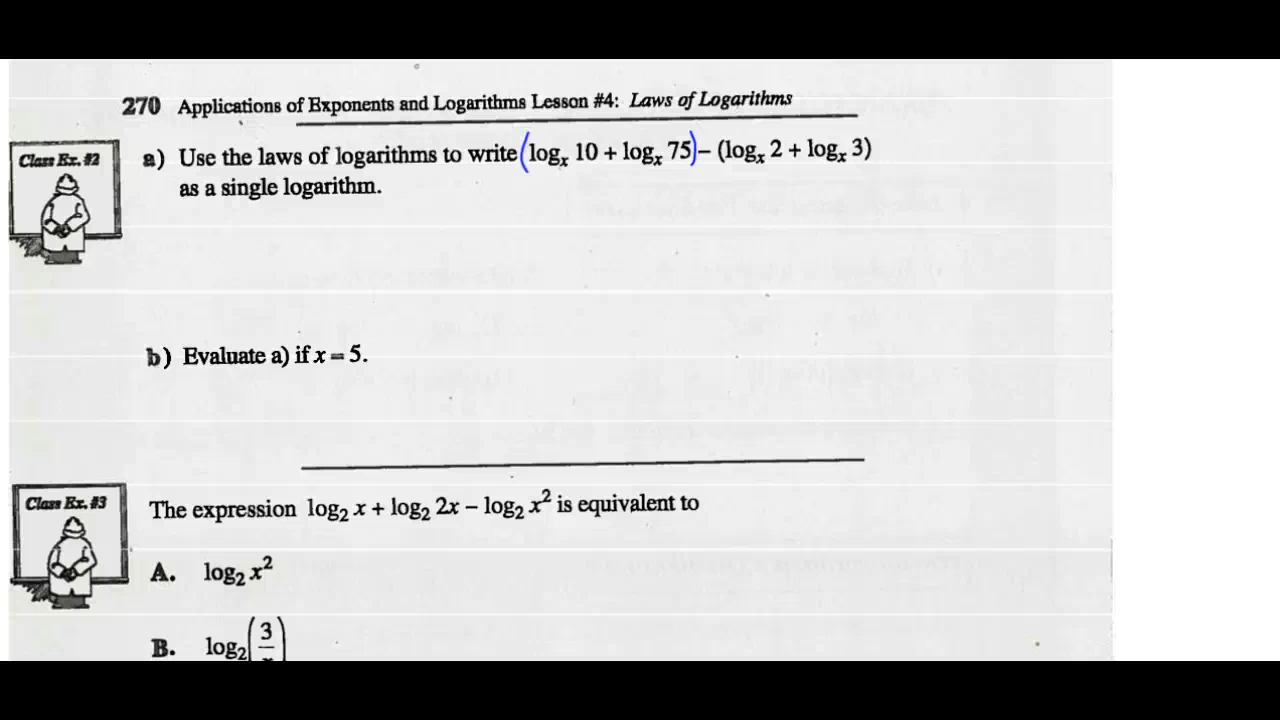 270 Applications of Exponents and Logarithms Lesson #4: Laws of Logarithms
Class Ex. #2
a) Use the laws of logarithms to write (logₓ 10 + logₓ 75) – (logₓ 2 + logₓ 3)
as a single logarithm.
b) Evaluate a) if x = 5.
Class Ex. #3
The expression log₂ x + log₂ 2x – log₂ x² is equivalent to
A. log₂ x²
B. log₂(3/